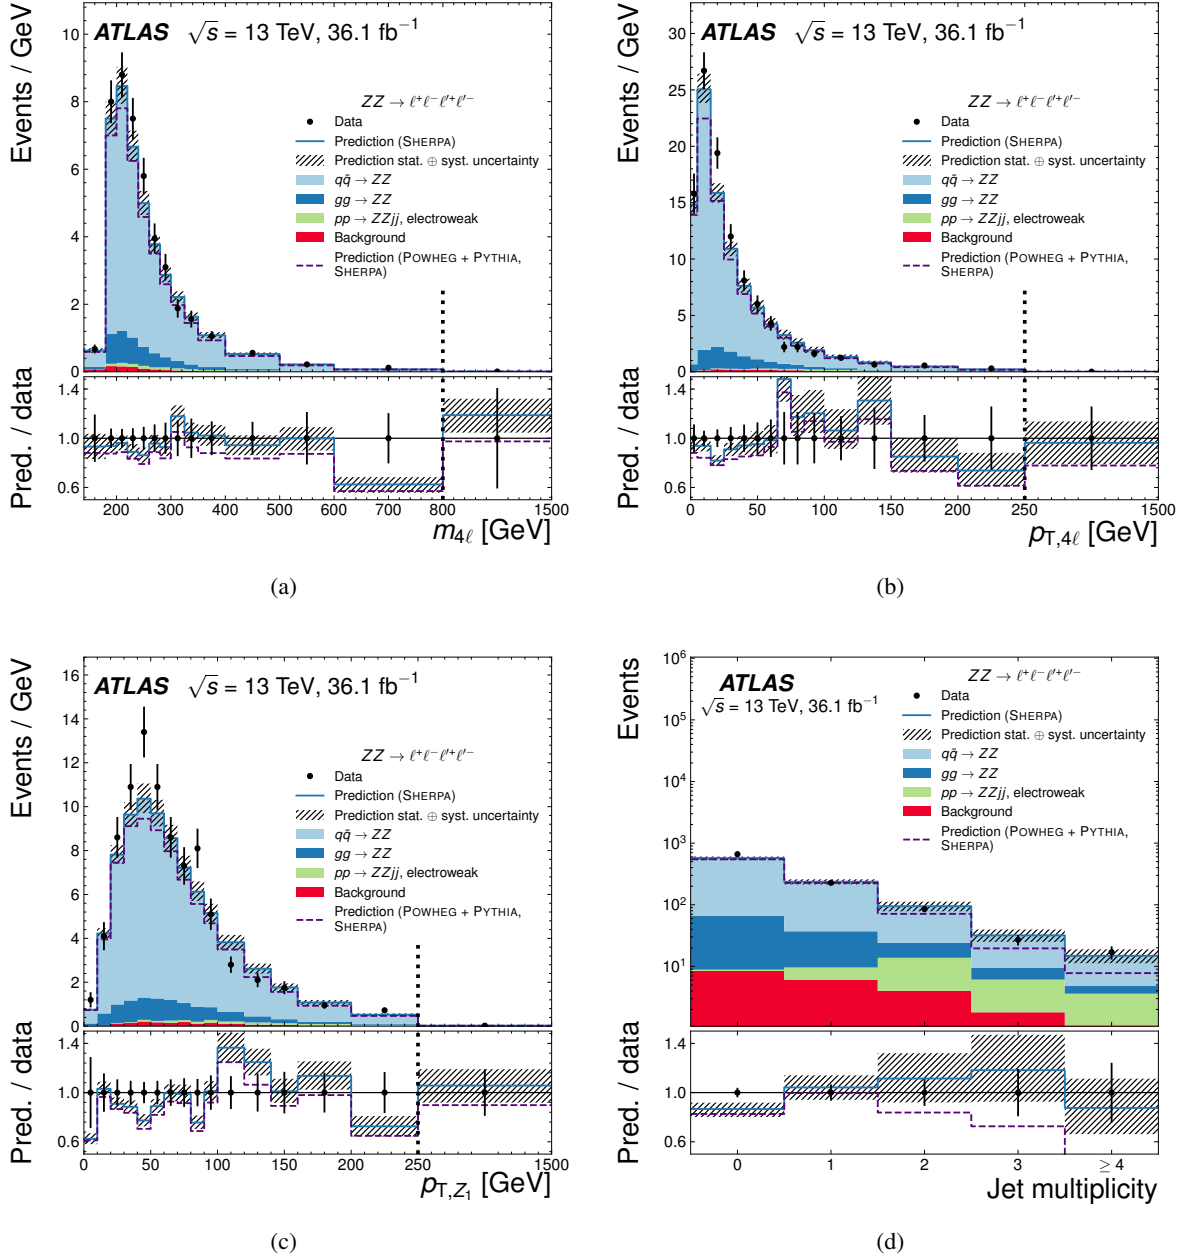 ATLAS √s = 13 TeV, 36.1 fb⁻¹
Events / GeV
10
8
6
4
2
0
ZZ → ℓ⁺ℓ⁻ℓ′⁺ℓ′⁻
Data
Prediction (SHERPA)
Prediction stat. ⊕ syst. uncertainty
qq̄ → ZZ
gg → ZZ
pp → ZZjj, electroweak
Background
Prediction (POWHEG + PYTHIA,
SHERPA)
Pred. / data
1.4
1.0
0.6
200 300 400 500 600 700 800 1500
m4ℓ [GeV]
(a)
ATLAS √s = 13 TeV, 36.1 fb⁻¹
Events / GeV
30
25
20
15
10
5
0
ZZ → ℓ⁺ℓ⁻ℓ′⁺ℓ′⁻
Data
Prediction (SHERPA)
Prediction stat. ⊕ syst. uncertainty
qq̄ → ZZ
gg → ZZ
pp → ZZjj, electroweak
Background
Prediction (POWHEG + PYTHIA,
SHERPA)
Pred. / data
1.4
1.0
0.6
0 50 100 150 200 250 1500
pT,4ℓ [GeV]
(b)
ATLAS √s = 13 TeV, 36.1 fb⁻¹
Events / GeV
16
14
12
10
8
6
4
2
0
ZZ → ℓ⁺ℓ⁻ℓ′⁺ℓ′⁻
Data
Prediction (SHERPA)
Prediction stat. ⊕ syst. uncertainty
qq̄ → ZZ
gg → ZZ
pp → ZZjj, electroweak
Background
Prediction (POWHEG + PYTHIA,
SHERPA)
Pred. / data
1.4
1.0
0.6
0 50 100 150 200 250 1500
pT,Z₁ [GeV]
(c)
ATLAS
√s = 13 TeV, 36.1 fb⁻¹
Events
10⁶
10⁵
10⁴
10³
10²
10¹
ZZ → ℓ⁺ℓ⁻ℓ′⁺ℓ′⁻
Data
Prediction (SHERPA)
Prediction stat. ⊕ syst. uncertainty
qq̄ → ZZ
gg → ZZ
pp → ZZjj, electroweak
Background
Prediction (POWHEG + PYTHIA,
SHERPA)
Pred. / data
1.4
1.0
0.6
0 1 2 3 ≥ 4
Jet multiplicity
(d)